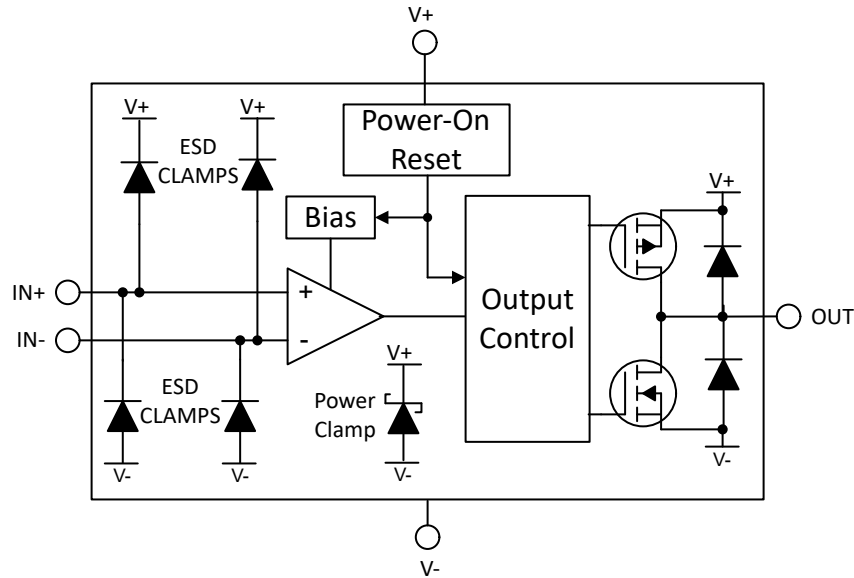 V+
V+
V+
ESD
CLAMPS
Power-On
Reset
V+
Bias
IN+
+
Output
Control
OUT
IN-
-
V+
ESD
CLAMPS
Power
Clamp
V-
V-
V-
V-
V-